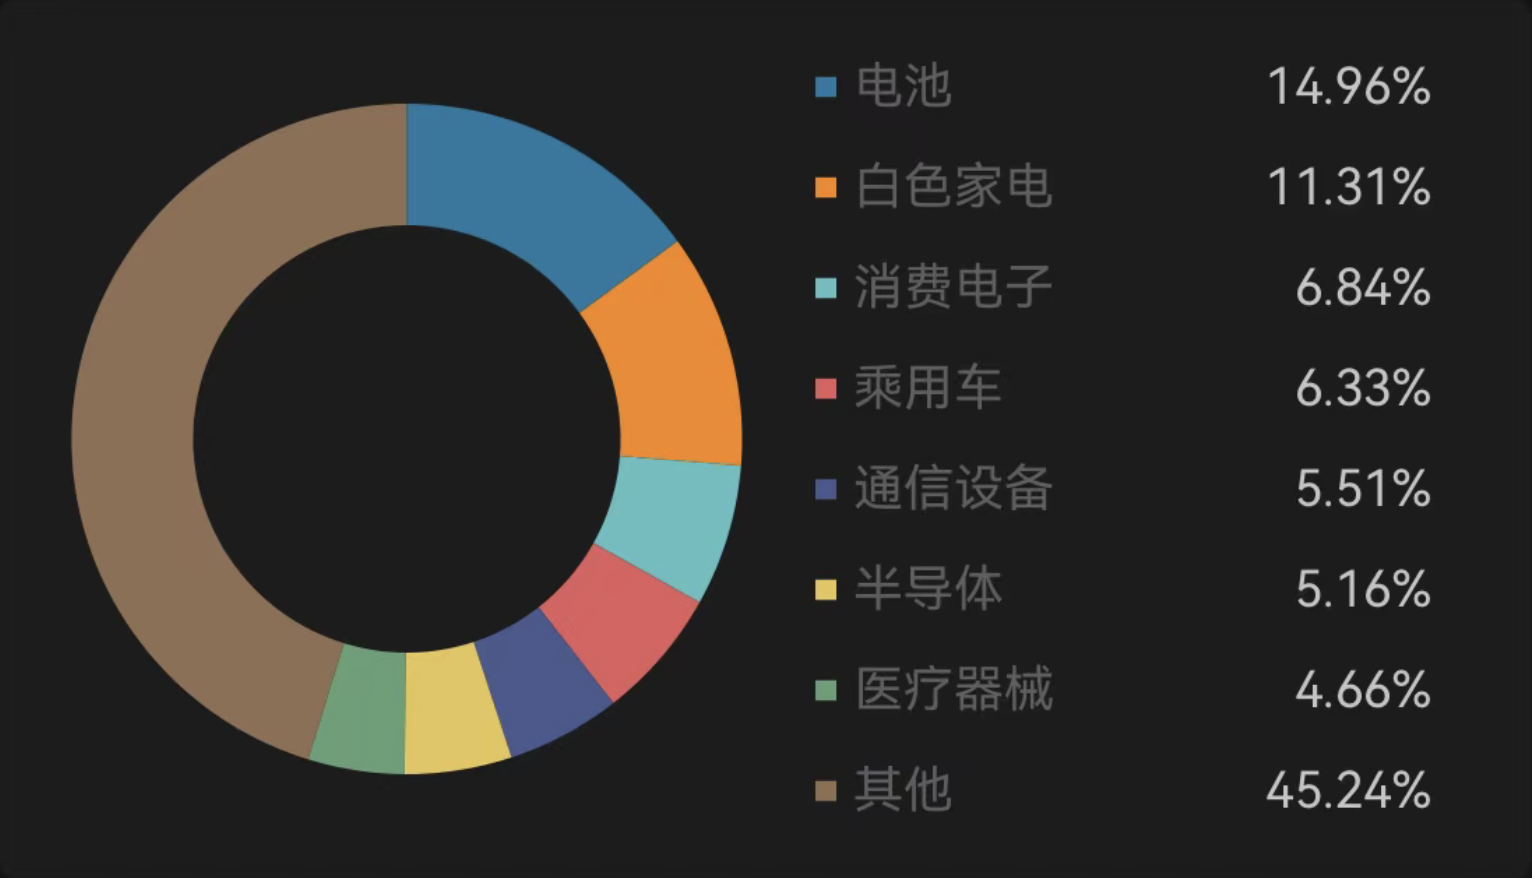 电池 14.96%
白色家电 11.31%
消费电子 6.84%
乘用车 6.33%
通信设备 5.51%
半导体 5.16%
医疗器械 4.66%
其他 45.24%